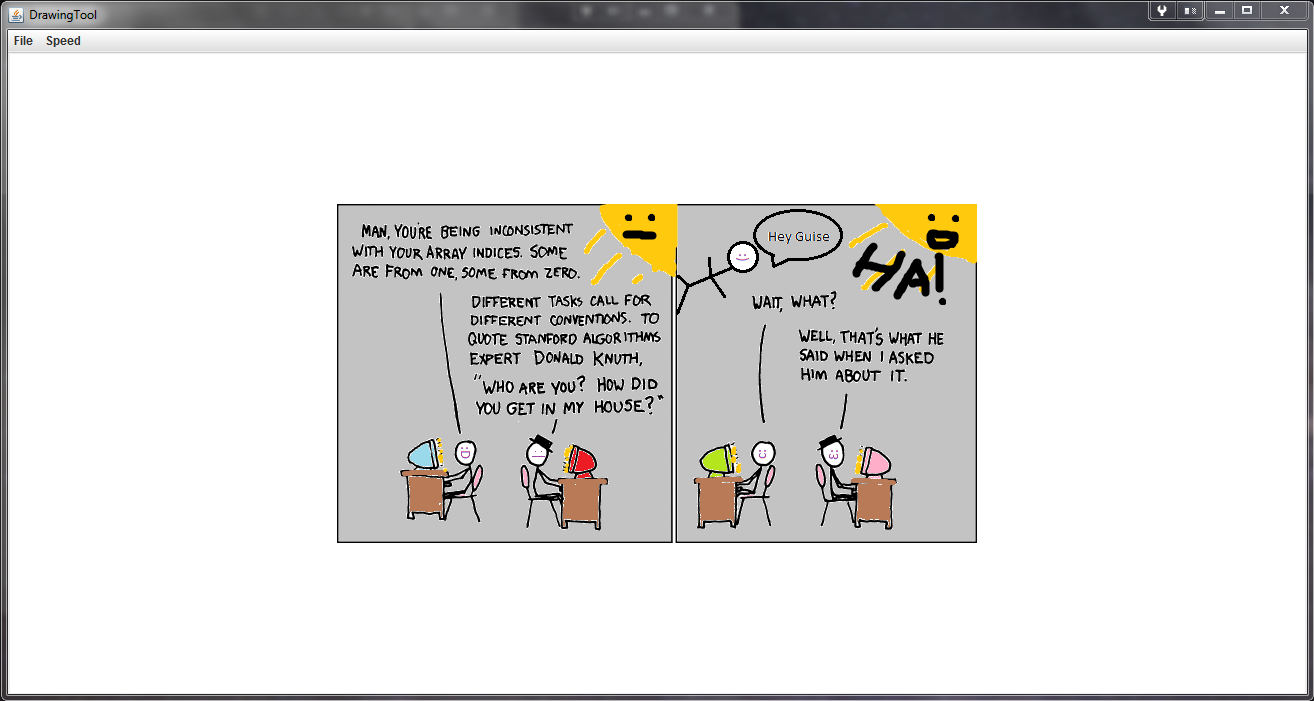 DrawingTool
File Speed
MAN, YOU'RE BEING INCONSISTENT
WITH YOUR ARRAY INDICES. SOME
ARE FROM ONE, SOME FROM ZERO.
DIFFERENT TASKS CALL FOR
DIFFERENT CONVENTIONS. TO
QUOTE STANFORD ALGORITHMS
EXPERT DONALD KNUTH,
"WHO ARE YOU? HOW DID
YOU GET IN MY HOUSE?"
Hey Guise
HA!
WAIT, WHAT?
WELL, THAT'S WHAT HE
SAID WHEN I ASKED
HIM ABOUT IT.